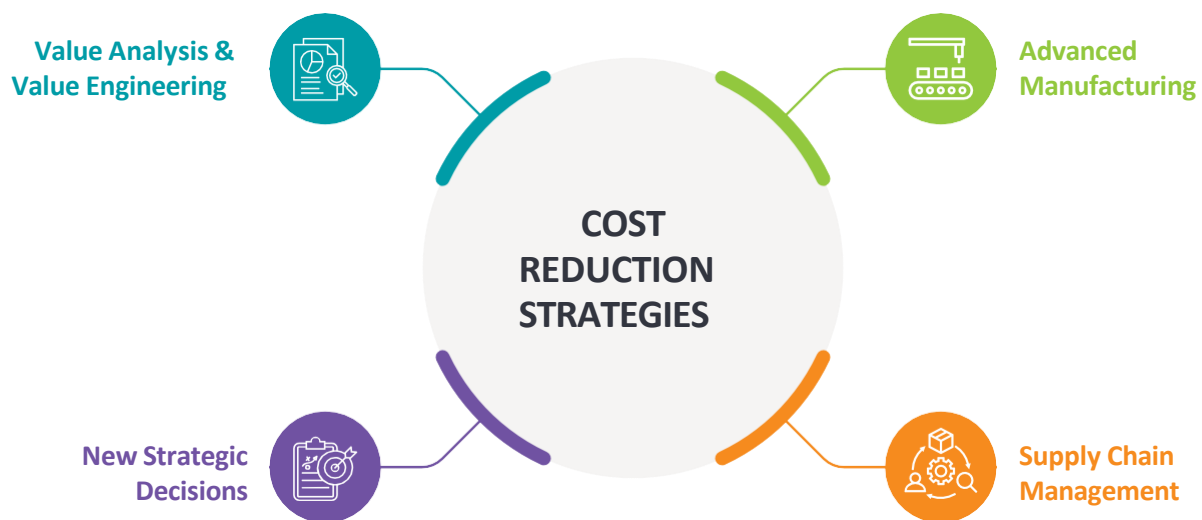 Value Analysis &
Value Engineering
Advanced
Manufacturing
COST
REDUCTION
STRATEGIES
New Strategic
Decisions
Supply Chain
Management